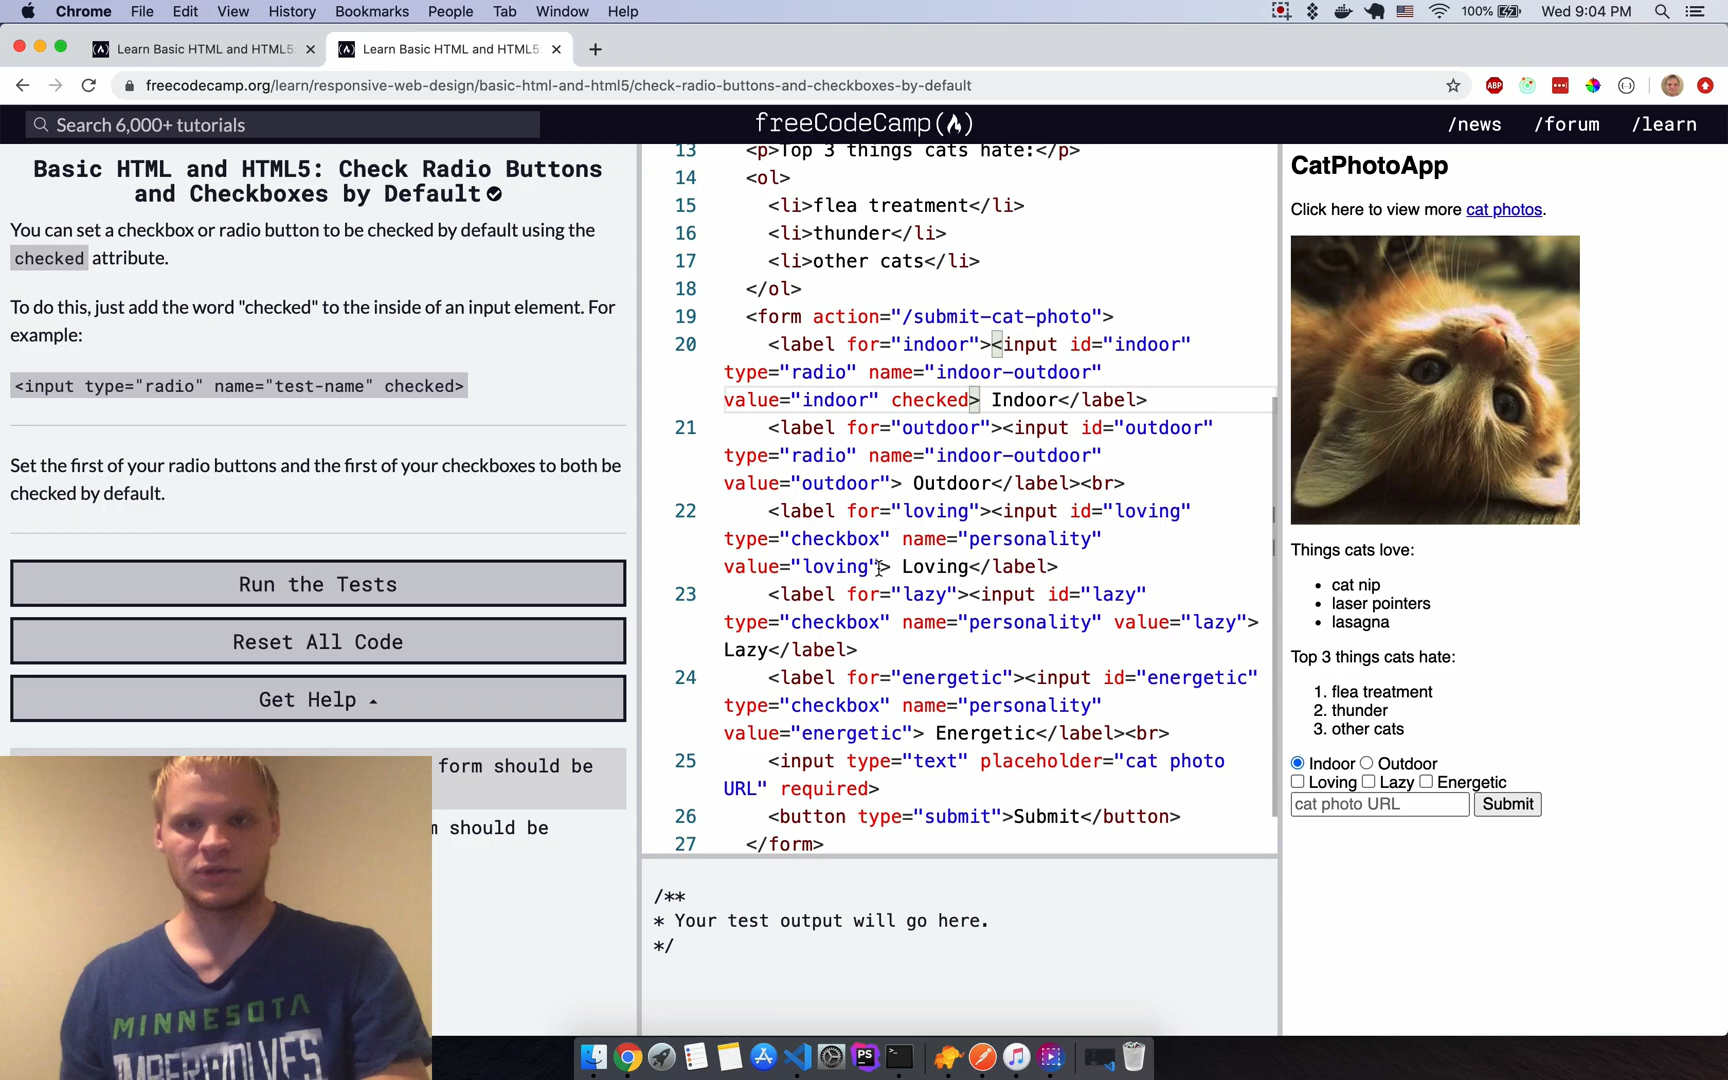 Chrome File Edit View History Bookmarks People Tab Window Help
100% Wed 9:04 PM
Learn Basic HTML and HTML5:
Learn Basic HTML and HTML5:
freecodecamp.org/learn/responsive-web-design/basic-html-and-html5/check-radio-buttons-and-checkboxes-by-default
ABP
Search 6,000+ tutorials
freeCodeCamp
/news /forum /learn
Basic HTML and HTML5: Check Radio Buttons
and Checkboxes by Default
You can set a checkbox or radio button to be checked by default using the
checked attribute.
To do this, just add the word "checked" to the inside of an input element. For
example:
<input type="radio" name="test-name" checked>
Set the first of your radio buttons and the first of your checkboxes to both be
checked by default.
Run the Tests
Reset All Code
Get Help
form should be
should be
MINNESOTA
13 <p>Top 3 things cats hate:</p>
14 <ol>
15 <li>flea treatment</li>
16 <li>thunder</li>
17 <li>other cats</li>
18 </ol>
19 <form action="/submit-cat-photo">
20 <label for="indoor"><input id="indoor"
type="radio" name="indoor-outdoor"
value="indoor" checked> Indoor</label>
21 <label for="outdoor"><input id="outdoor"
type="radio" name="indoor-outdoor"
value="outdoor"> Outdoor</label><br>
22 <label for="loving"><input id="loving"
type="checkbox" name="personality"
value="loving"> Loving</label>
23 <label for="lazy"><input id="lazy"
type="checkbox" name="personality" value="lazy">
Lazy</label>
24 <label for="energetic"><input id="energetic"
type="checkbox" name="personality"
value="energetic"> Energetic</label><br>
25 <input type="text" placeholder="cat photo
URL" required>
26 <button type="submit">Submit</button>
27 </form>
/**
* Your test output will go here.
*/
CatPhotoApp
Click here to view more cat photos.
Things cats love:
• cat nip
• laser pointers
• lasagna
Top 3 things cats hate:
1. flea treatment
2. thunder
3. other cats
Indoor Outdoor
Loving Lazy Energetic
cat photo URL Submit
PS